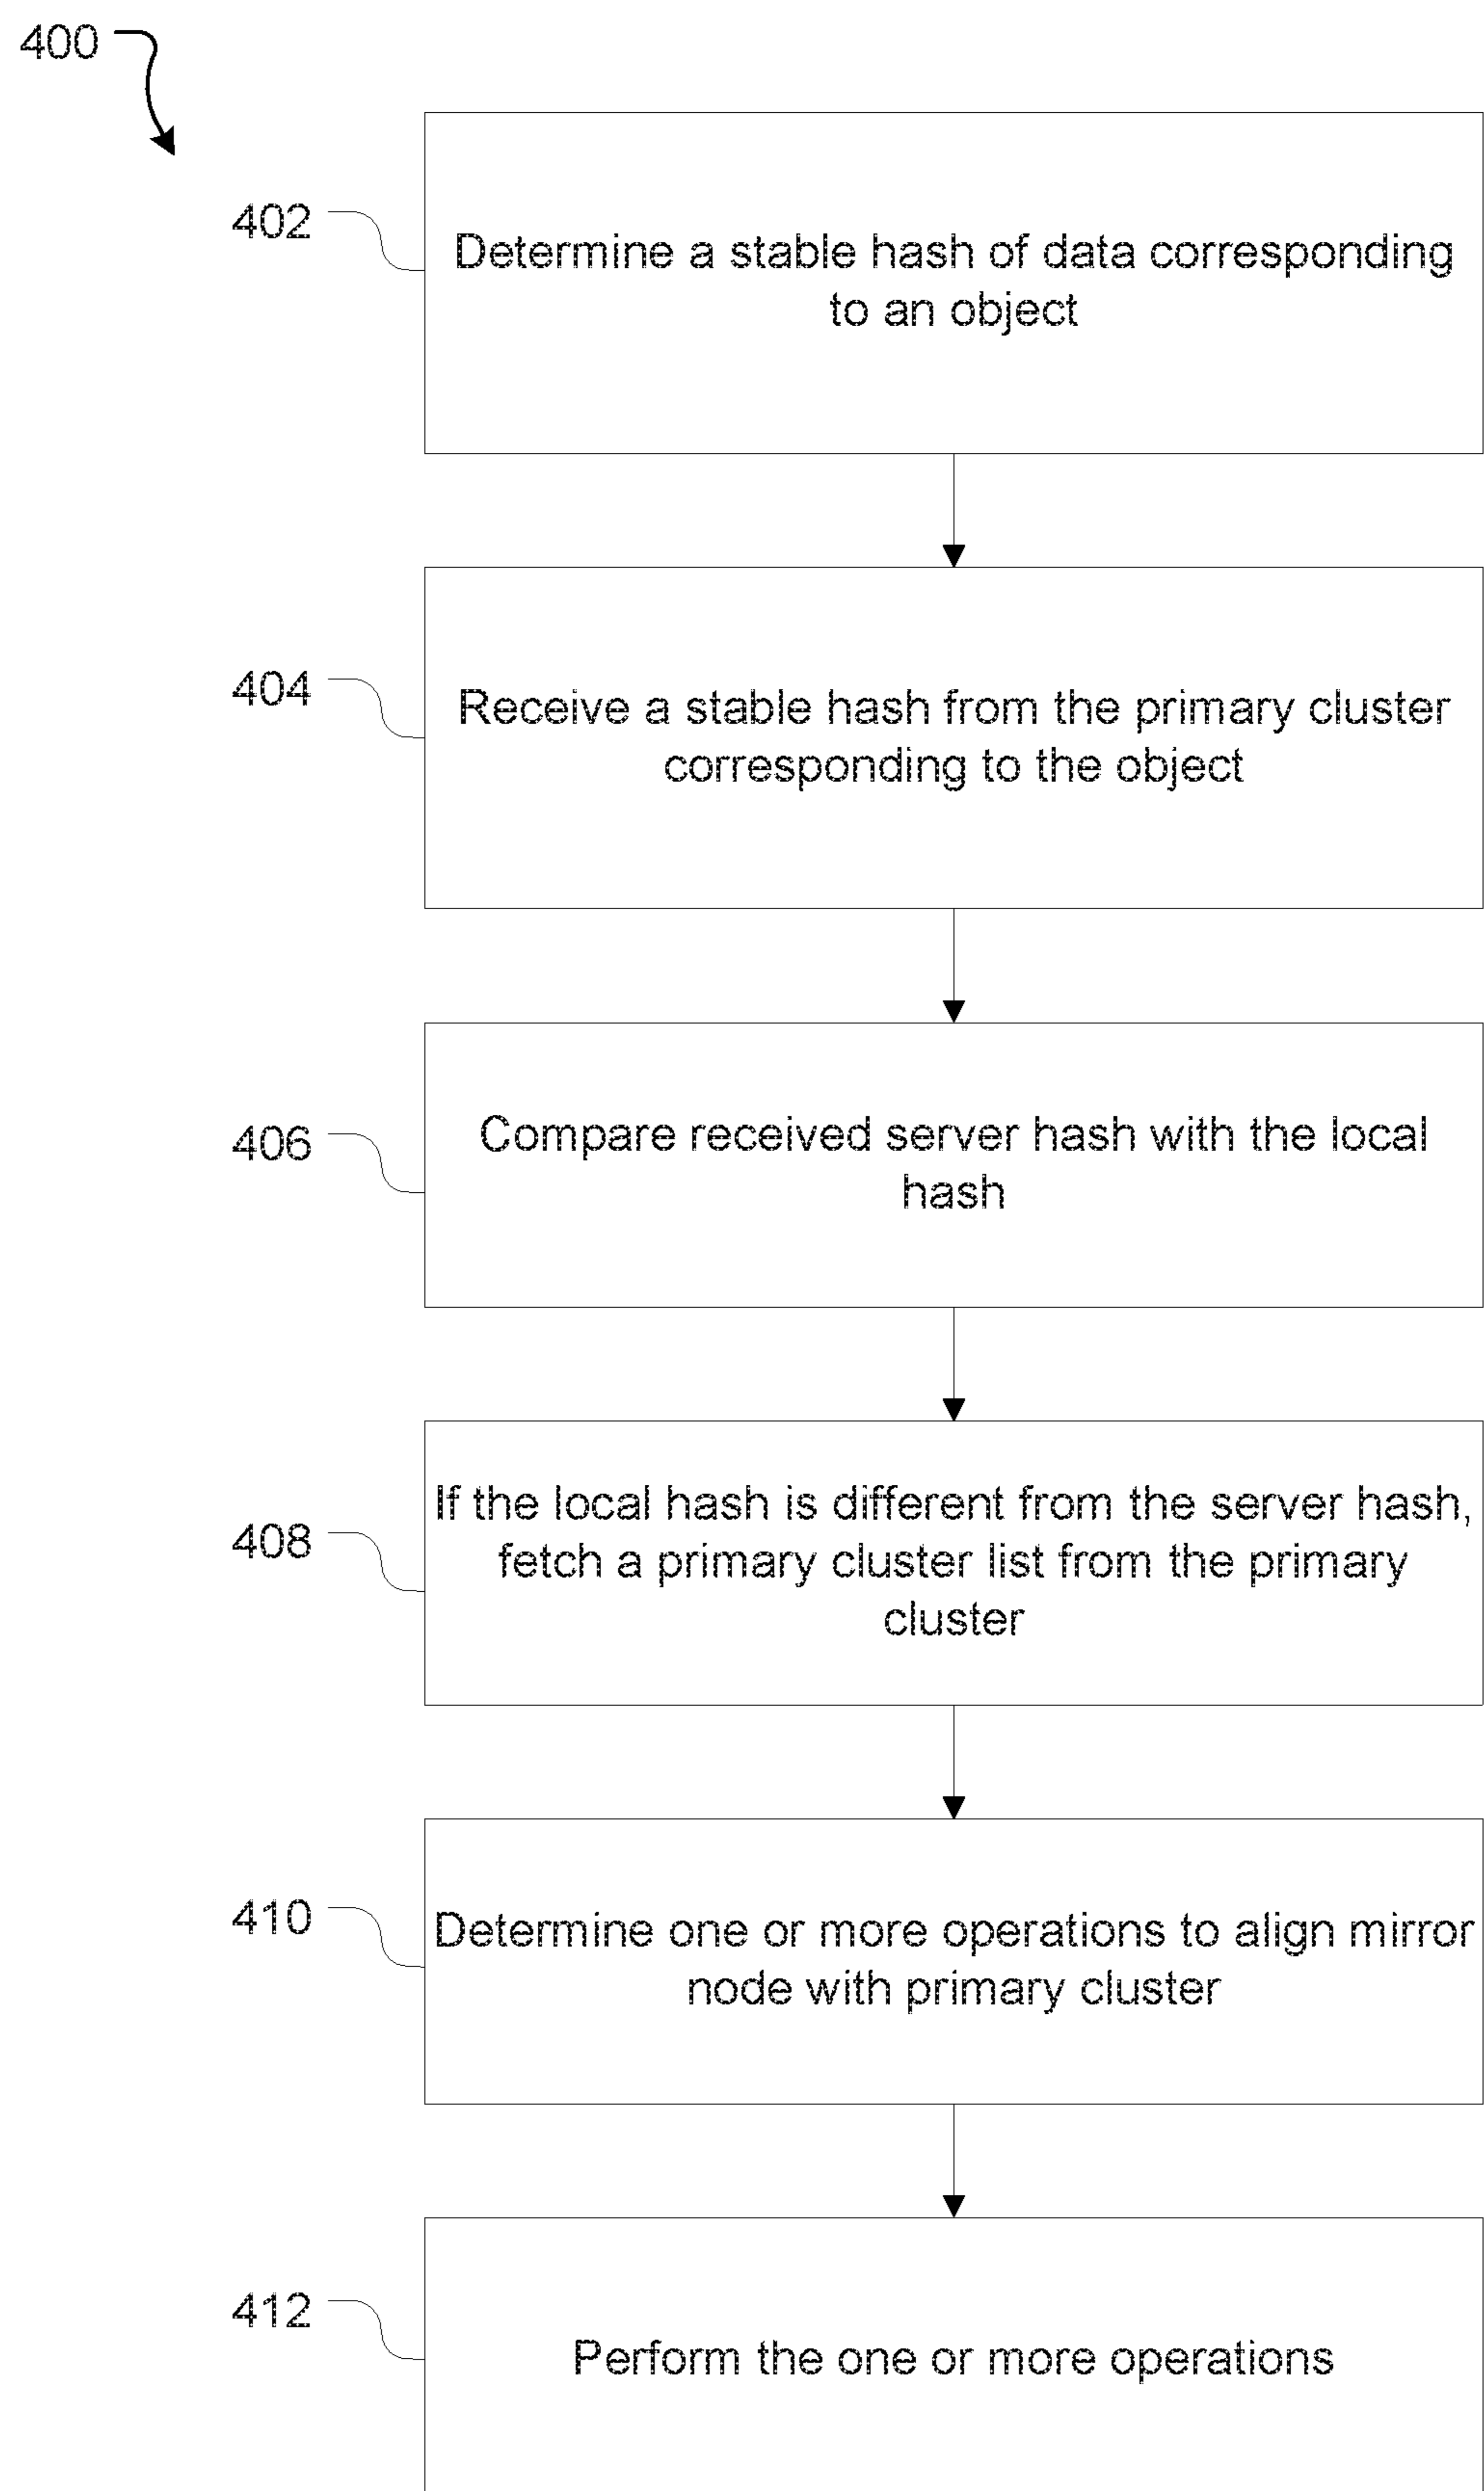 400
402
Determine a stable hash of data corresponding
to an object
404
Receive a stable hash from the primary cluster
corresponding to the object
406
Compare received server hash with the local
hash
408
If the local hash is different from the server hash,
fetch a primary cluster list from the primary
cluster
410
Determine one or more operations to align mirror
node with primary cluster
412
Perform the one or more operations